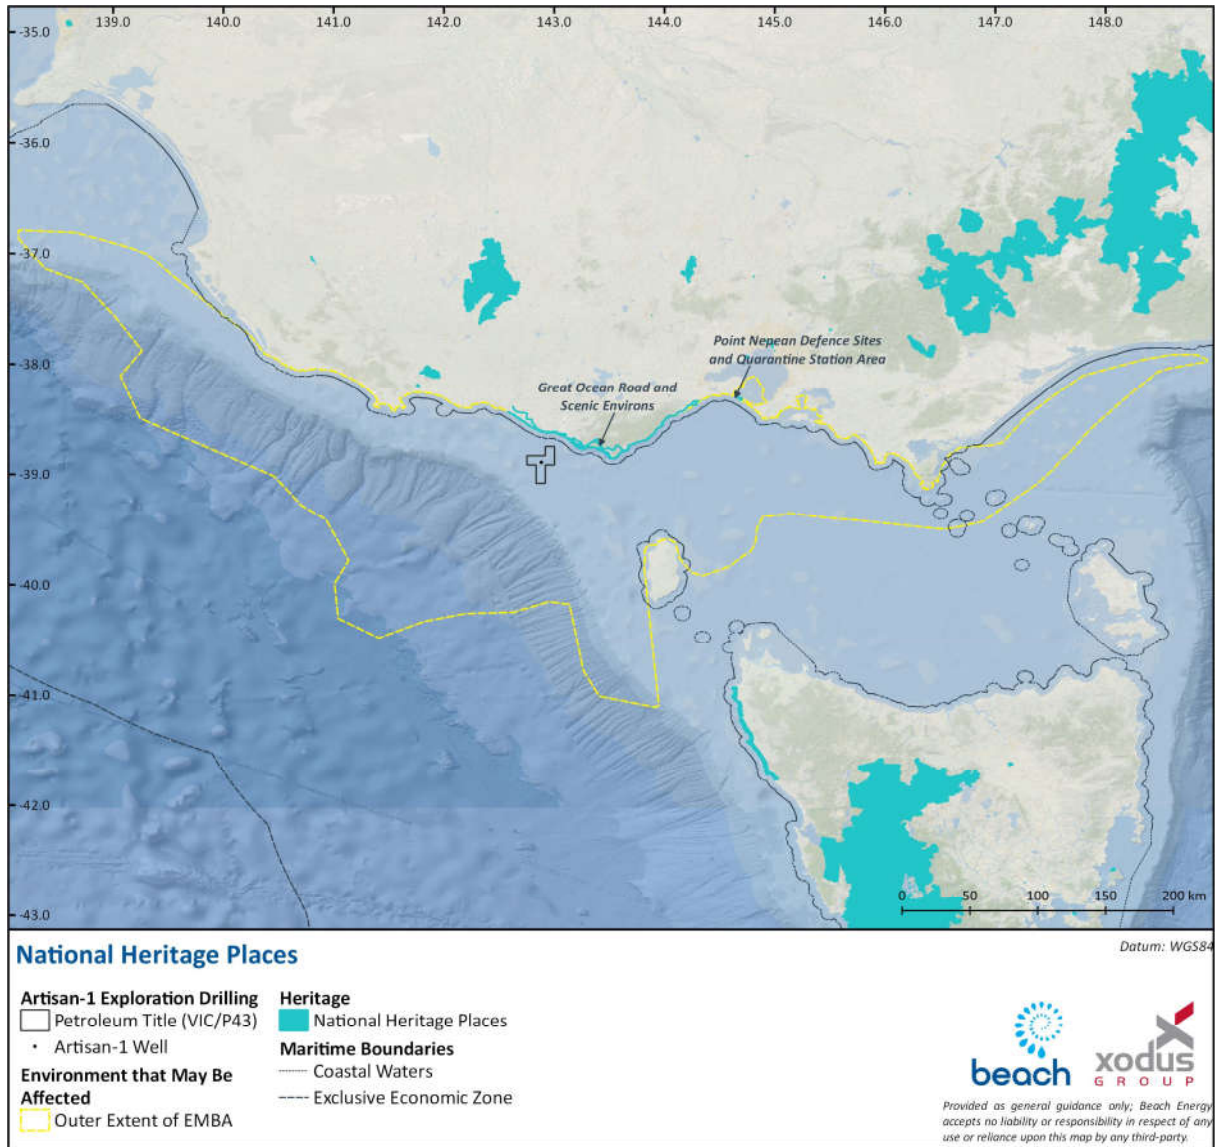 139.0 140.0 141.0 142.0 143.0 144.0 145.0 146.0 147.0 148.0
-35.0
-36.0
-37.0
-38.0
-39.0
-40.0
-41.0
-42.0
-43.0
Point Nepean Defence Sites
and Quarantine Station Area
Great Ocean Road and
Scenic Environs
0 50 100 150 200 km
National Heritage Places
Datum: WGS84
Artisan-1 Exploration Drilling
Petroleum Title (VIC/P43)
Artisan-1 Well
Environment that May Be
Affected
Outer Extent of EMBA
Heritage
National Heritage Places
Maritime Boundaries
Coastal Waters
Exclusive Economic Zone
beach
xodus
GROUP
Provided as general guidance only; Beach Energy
accepts no liability or responsibility in respect of any
use or reliance upon this map by any third-party.